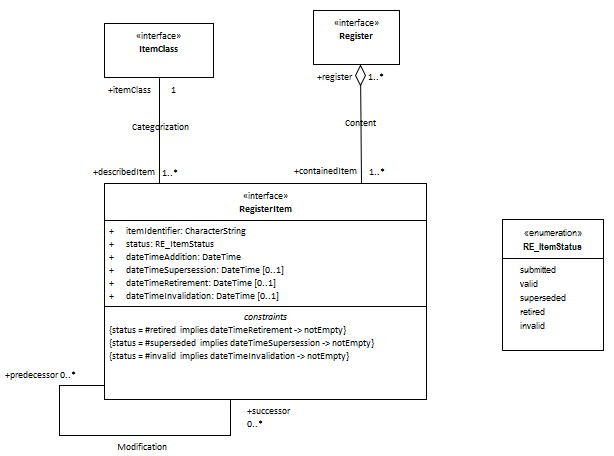 «interface»
ItemClass
«interface»
Register
+itemClass 1
+register 1..*
Categorization
Content
+describedItem 1..*
+containedItem 1..*
«interface»
RegisterItem
+ itemIdentifier: CharacterString
+ status: RE_ItemStatus
+ dateTimeAddition: DateTime
+ dateTimeSupersession: DateTime [0..1]
+ dateTimeRetirement: DateTime [0..1]
+ dateTimeInvalidation: DateTime [0..1]
constraints
{status = #retired implies dateTimeRetirement -> notEmpty}
{status = #superseded implies dateTimeSupersession -> notEmpty}
{status = #invalid implies dateTimeInvalidation -> notEmpty}
«enumeration»
RE_ItemStatus
submitted
valid
superseded
retired
invalid
+predecessor 0..*
+successor
0..*
Modification